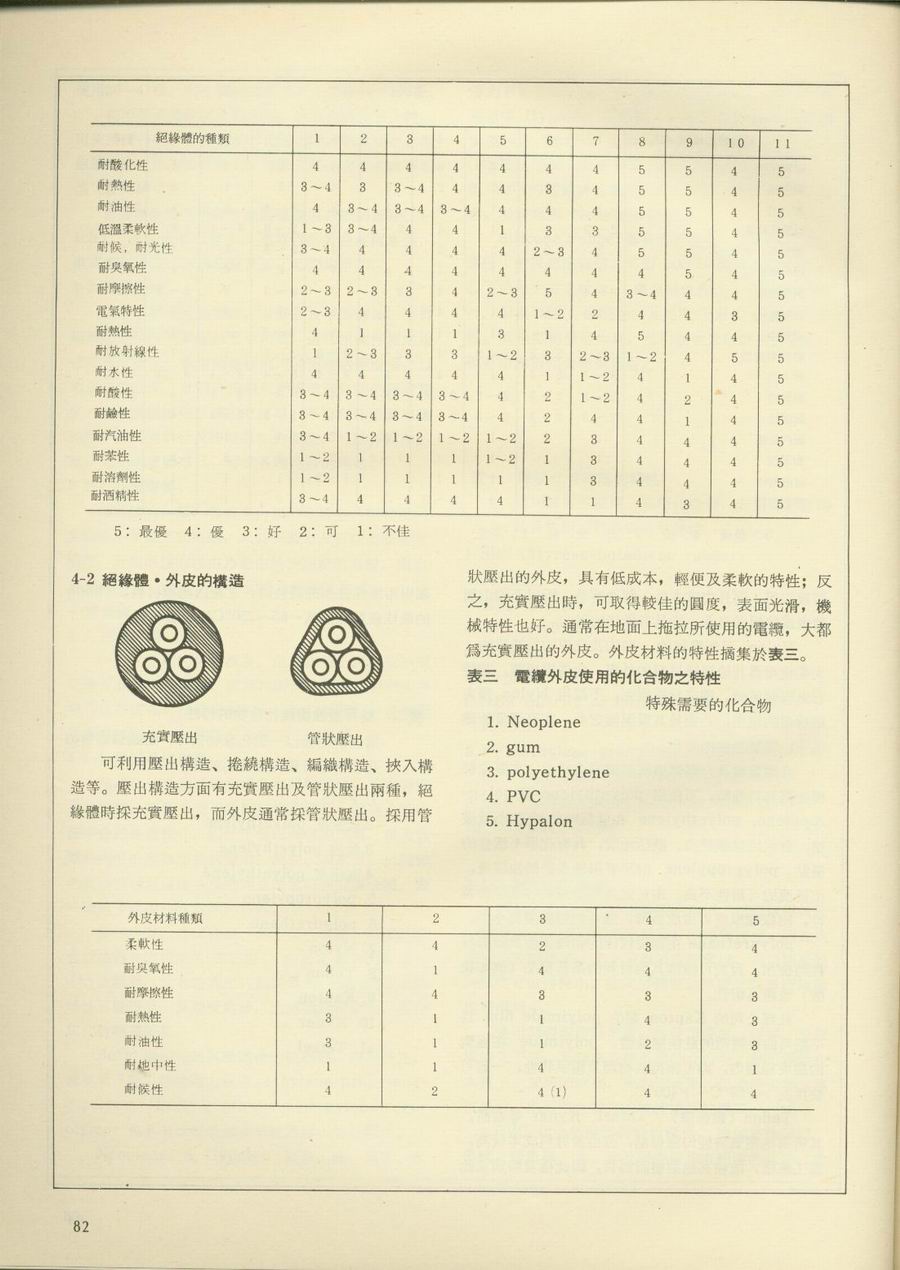 絕緣體的種類 1 2 3 4 5 6 7 8 9 10 11
耐酸化性 4 4 4 4 4 4 4 5 5 4 5
耐熱性 3～4 3 3～4 4 4 3 4 5 5 4 5
耐油性 4 3～4 3～4 3～4 4 4 4 5 5 4 5
低溫柔軟性 1～3 3～4 4 4 1 3 3 5 5 4 5
耐候，耐光性 3～4 4 4 4 4 2～3 4 5 5 4 5
耐臭氧性 4 4 4 4 4 4 4 4 5 4 5
耐摩擦性 2～3 2～3 3 4 2～3 5 4 3～4 4 4 5
電氣特性 2～3 4 4 4 4 1～2 2 4 4 3 5
耐熱性 4 1 1 1 3 1 4 5 4 4 5
耐放射線性 1 2～3 3 3 1～2 3 2～3 1～2 4 5 5
耐水性 4 4 4 4 4 1 1～2 4 1 4 5
耐酸性 3～4 3～4 3～4 3～4 4 2 1～2 4 2 4 5
耐鹼性 3～4 3～4 3～4 3～4 4 2 4 4 1 4 5
耐汽油性 3～4 1～2 1～2 1～2 1～2 2 3 4 4 4 5
耐苯性 1～2 1 1 1 1～2 1 3 4 4 4 5
耐溶劑性 1～2 1 1 1 1 1 3 4 4 4 5
耐酒精性 3～4 4 4 4 4 1 1 4 3 4 5
5：最優 4：優 3：好 2：可 1：不佳
4-2 絕緣體·外皮的構造
充實壓出 管狀壓出
可利用壓出構造、捲繞構造、編織構造、挾入構
造等。壓出構造方面有充實壓出及管狀壓出兩種，絕
緣體時採充實壓出，而外皮通常採管狀壓出。採用管
狀壓出的外皮，具有低成本，輕便及柔軟的特性；反
之，充實壓出時，可取得較佳的圓度，表面光滑，機
械特性也好。通常在地面上拖拉所使用的電纜，大都
爲充實壓出的外皮。外皮材料的特性摘集於表三。
表三 電纜外皮使用的化合物之特性
特殊需要的化合物
1. Neoplene
2. gum
3. polyethylene
4. PVC
5. Hypalon
外皮材料種類 1 2 3 4 5
柔軟性 4 4 2 3 4
耐臭氧性 4 1 4 4 4
耐摩擦性 4 4 3 3 3
耐熱性 3 1 1 4 3
耐油性 3 1 1 2 3
耐地中性 1 1 4 4 1
耐候性 4 2 4 (1) 4 4
82